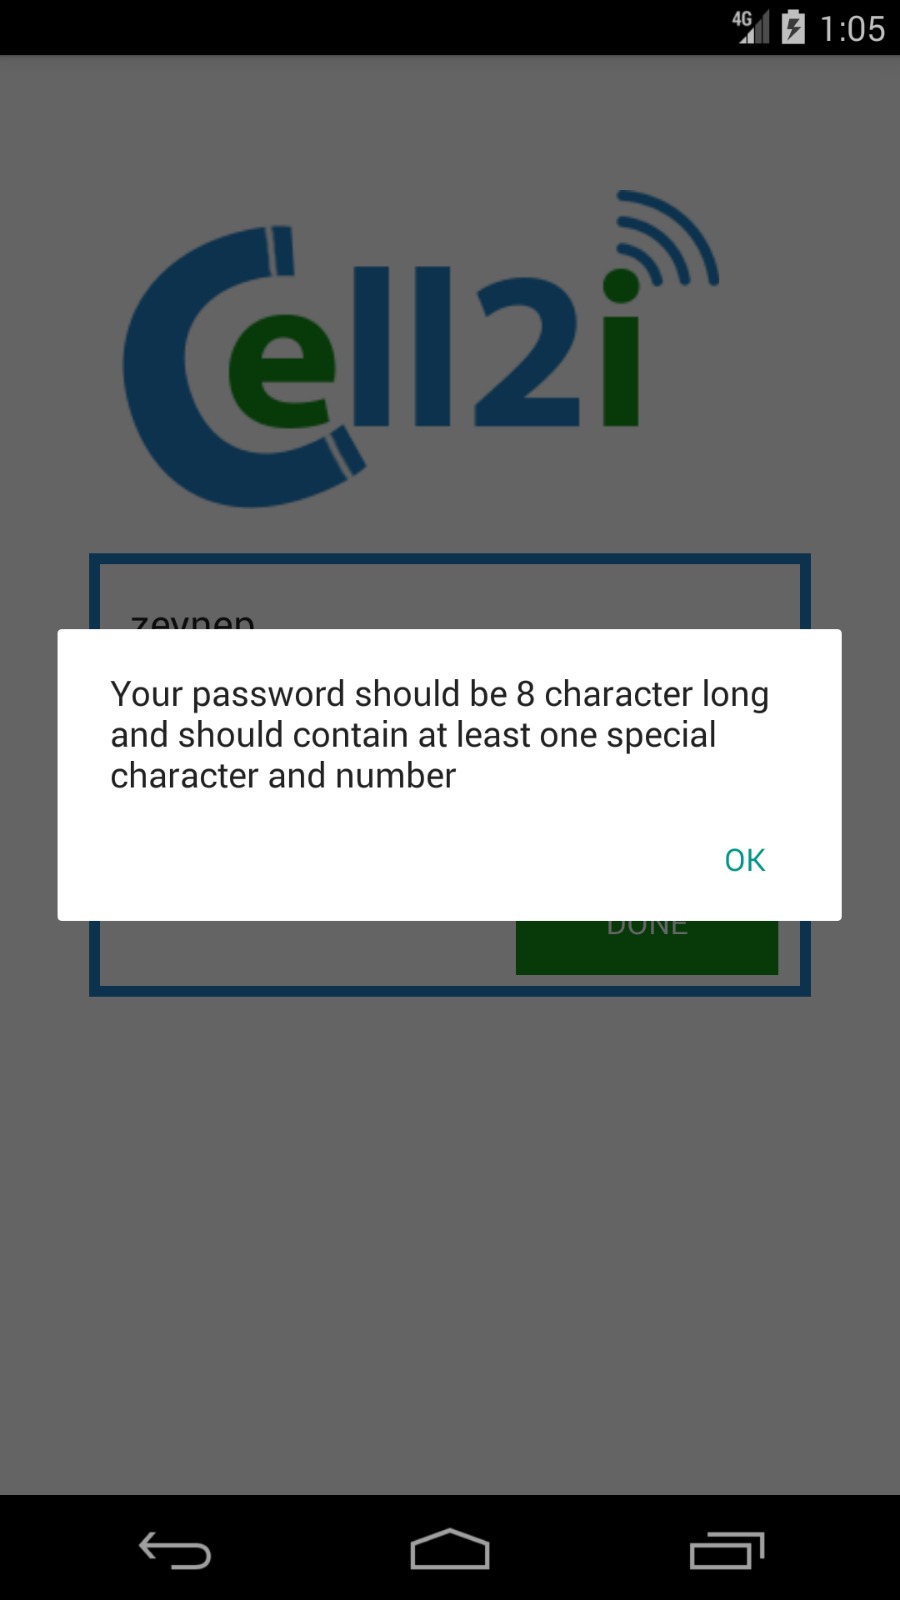 4G 1:05
Cell2i
zeynep
Your password should be 8 character long
and should contain at least one special
character and number
OK
DONE